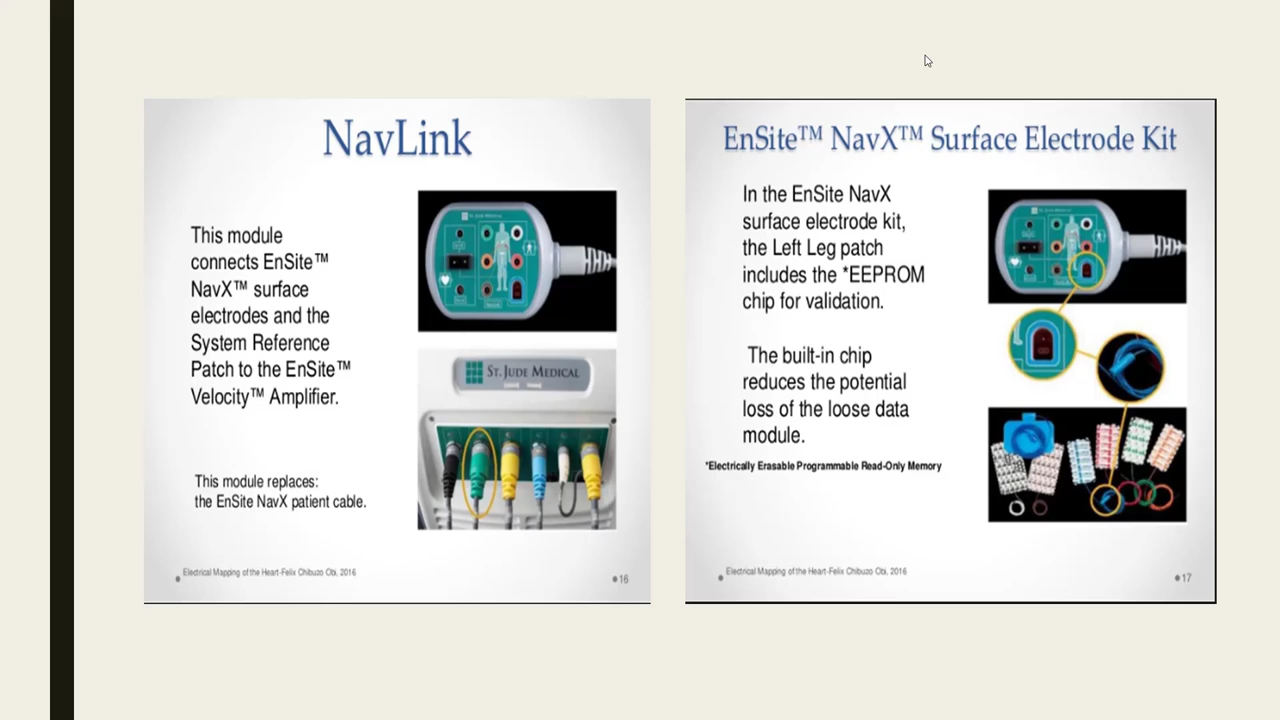 NavLink
This module
connects EnSite™
NavX™ surface
electrodes and the
System Reference
Patch to the EnSite™
Velocity™ Amplifier.
This module replaces:
the EnSite NavX patient cable.
ST. JUDE MEDICAL
Electrical Mapping of the Heart-Felix Chibuzo Obi, 2016
16
EnSite™ NavX™ Surface Electrode Kit
In the EnSite NavX
surface electrode kit,
the Left Leg patch
includes the *EEPROM
chip for validation.
The built-in chip
reduces the potential
loss of the loose data
module.
*Electrically Erasable Programmable Read-Only Memory
Electrical Mapping of the Heart-Felix Chibuzo Obi, 2016
17